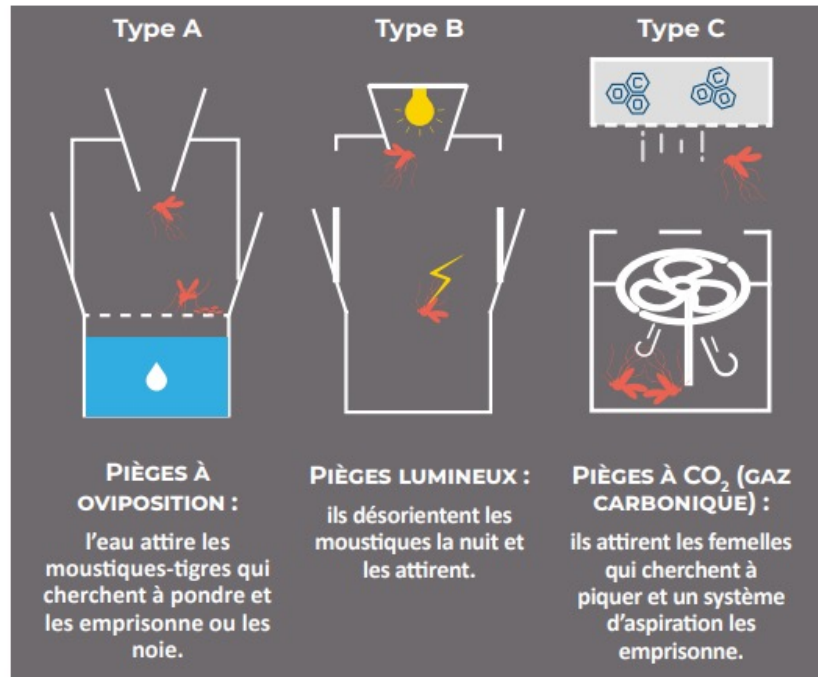 Type A
Type B
Type C
O C O
O C O
PIÈGES À
OVIPOSITION :
l'eau attire les
moustiques-tigres qui
cherchent à pondre et
les emprisonne ou les
noie.
PIÈGES LUMINEUX :
ils désorientent les
moustiques la nuit et
les attirent.
PIÈGES À CO₂ (GAZ
CARBONIQUE) :
ils attirent les femelles
qui cherchent à
piquer et un système
d'aspiration les
emprisonne.